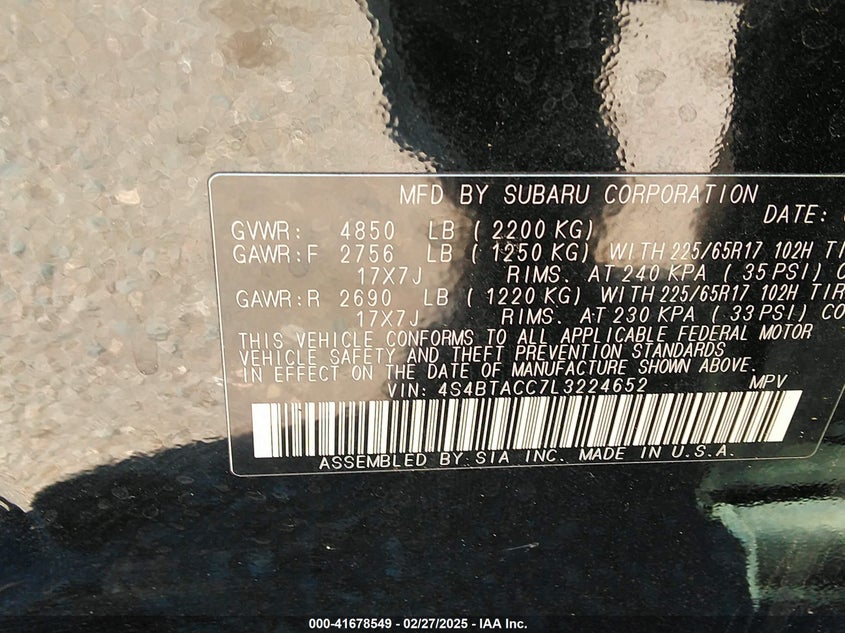 MFD BY SUBARU CORPORATION
DATE:
GVWR: 4850 LB (2200 KG)
GAWR:F 2756 LB (1250 KG) WITH 225/65R17 102H
17X7J RIMS. AT 240 KPA (35 PSI)
GAWR:R 2690 LB (1220 KG) WITH 225/65R17 102H
17X7J RIMS. AT 230 KPA (33 PSI)
THIS VEHICLE CONFORMS TO ALL APPLICABLE FEDERAL MOTOR
VEHICLE SAFETY AND THEFT PREVENTION STANDARDS
IN EFFECT ON THE DATE OF MANUFACTURE SHOWN ABOVE.
VIN: 4S4BTACC7L3224652 MPV
ASSEMBLED BY SIA INC. MADE IN U.S.A.
000-41678549 — 02/27/2025 — IAA Inc.